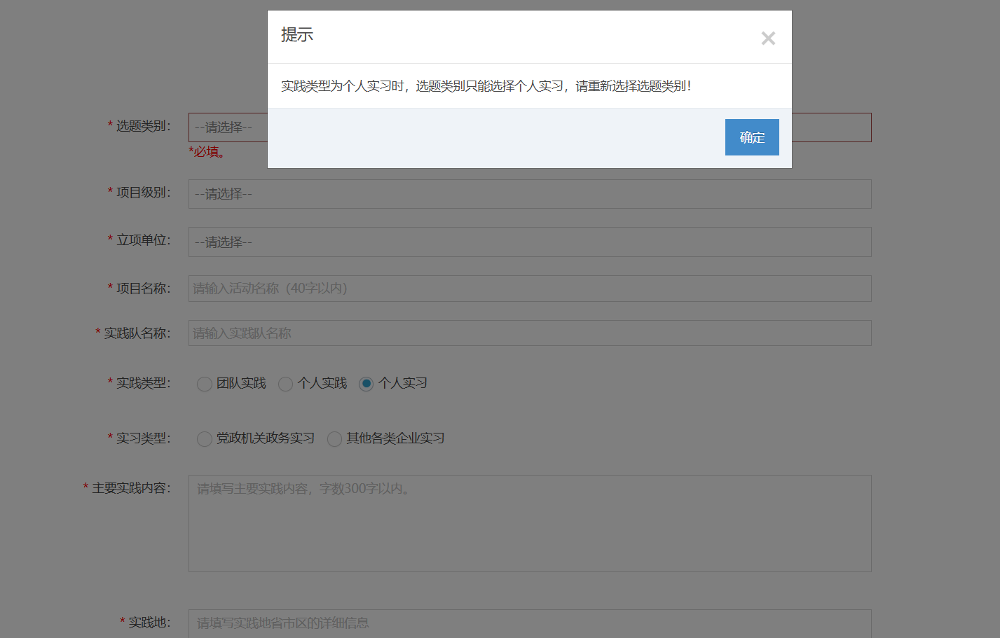 提示
实践类型为个人实习时，选题类别只能选择个人实习，请重新选择选题类别！
确定
* 选题类别： --请选择--
*必填。
* 项目级别： --请选择--
* 立项单位： --请选择--
* 项目名称： 请输入活动名称（40字以内）
* 实践队名称： 请输入实践队名称
* 实践类型： 团队实践 个人实践 个人实习
* 实习类型： 党政机关政务实习 其他各类企业实习
* 主要实践内容： 请填写主要实践内容，字数300字以内。
* 实践地： 请填写实践地省市区的详细信息